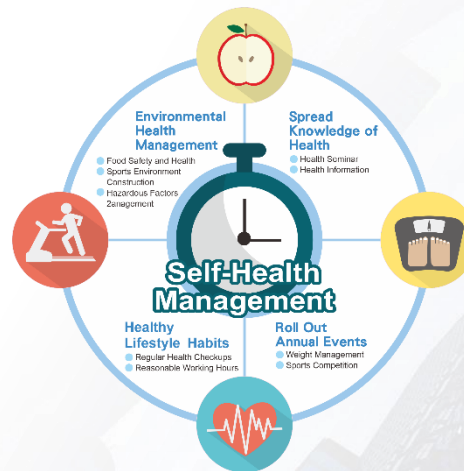 Environmental
Health
Management
Food Safety and Health
Sports Environment
Construction
Hazardous Factors
2anagement
Spread
Knowledge of
Health
Health Seminar
Health Information
Self-Health
Management
Healthy
Lifestyle Habits
Regular Health Checkups
Reasonable Working Hours
Roll Out
Annual Events
Weight Management
Sports Competition